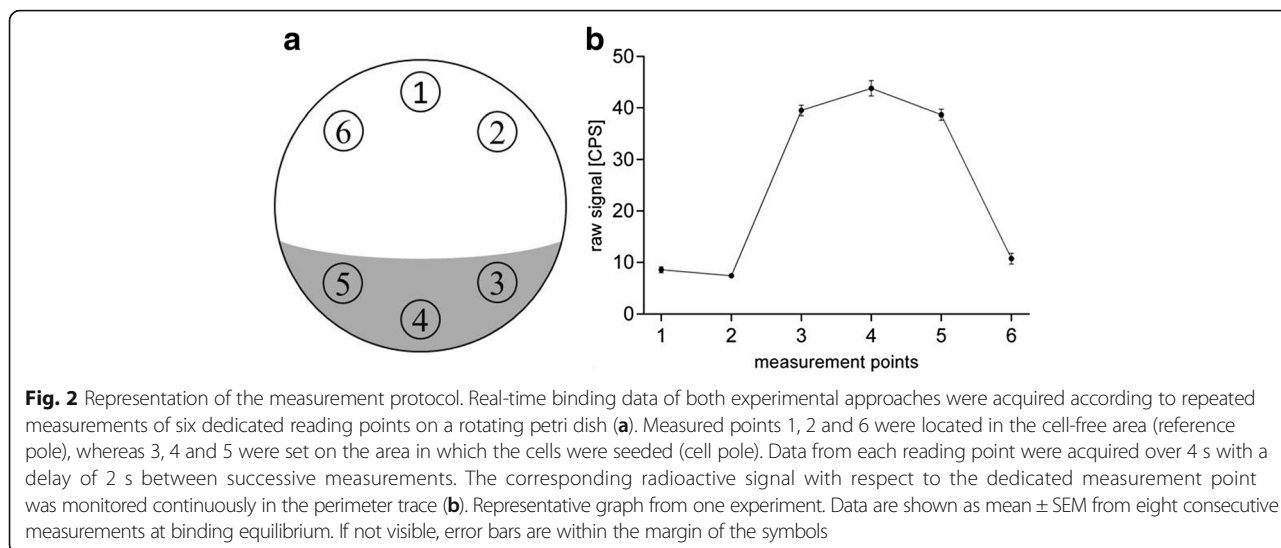 a
1
6
2
5
3
4
b
50
40
30
20
10
0
raw signal [CPS]
1 2 3 4 5 6
measurement points
Fig. 2 Representation of the measurement protocol. Real-time binding data of both experimental approaches were acquired according to repeated
measurements of six dedicated reading points on a rotating petri dish (a). Measured points 1, 2 and 6 were located in the cell-free area (reference
pole), whereas 3, 4 and 5 were set on the area in which the cells were seeded (cell pole). Data from each reading point were acquired over 4 s with a
delay of 2 s between successive measurements. The corresponding radioactive signal with respect to the dedicated measurement point
was monitored continuously in the perimeter trace (b). Representative graph from one experiment. Data are shown as mean ± SEM from eight consecutive
measurements at binding equilibrium. If not visible, error bars are within the margin of the symbols